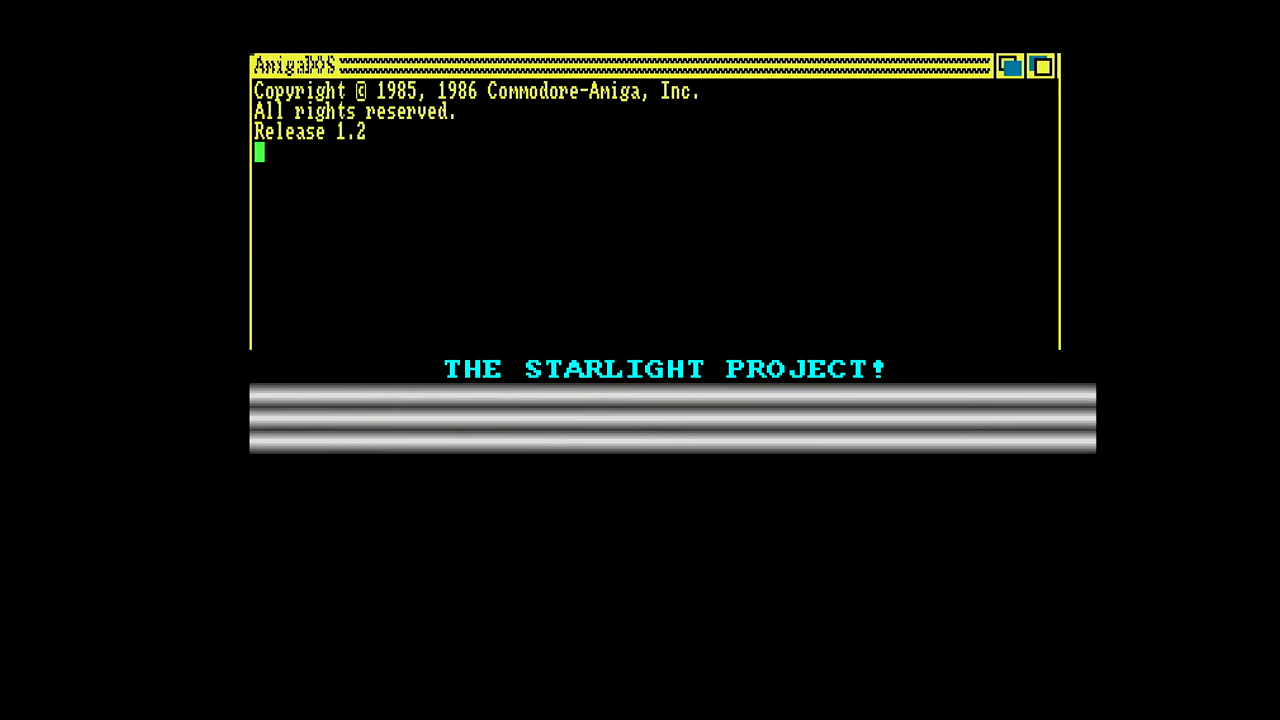 AmigaDOS
Copyright © 1985, 1986 Commodore-Amiga, Inc.
All rights reserved.
Release 1.2
THE STARLIGHT PROJECT!